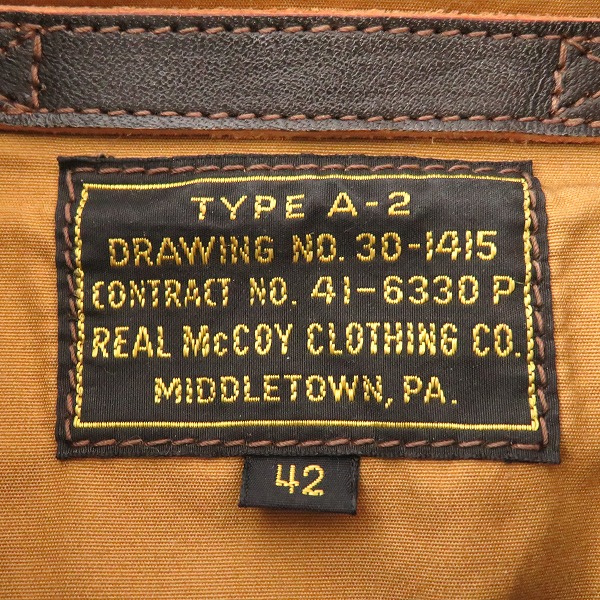 TYPE A-2
DRAWING NO. 30-1415
CONTRACT NO. 41-6330 P
REAL McCOY CLOTHING CO.
MIDDLETOWN, PA.
42